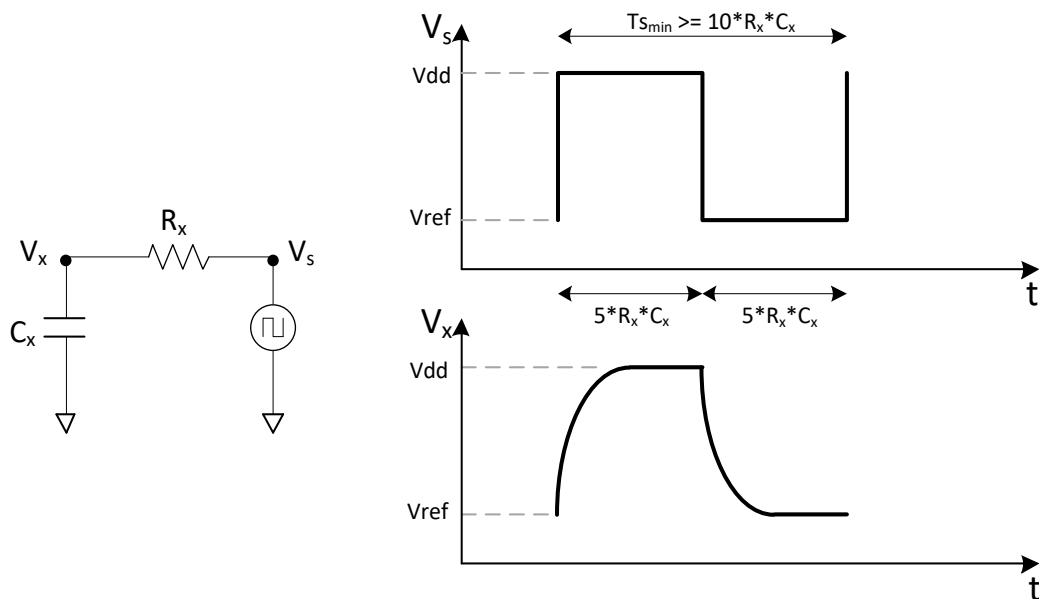 R_x
V_x
V_s
C_x
Ts_min >= 10*R_x*C_x
V_s
Vdd
Vref
t
5*R_x*C_x
5*R_x*C_x
V_x
Vdd
Vref
t